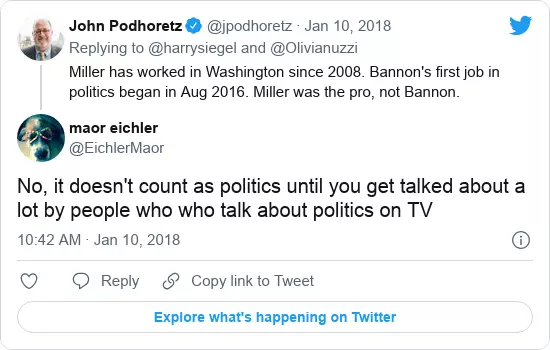 John Podhoretz @jpodhoretz · Jan 10, 2018
Replying to @harrysiegel and @Olivianuzzi
Miller has worked in Washington since 2008. Bannon's first job in
politics began in Aug 2016. Miller was the pro, not Bannon.
maor eichler
@EichlerMaor
No, it doesn't count as politics until you get talked about a
lot by people who who talk about politics on TV
10:42 AM · Jan 10, 2018
Reply Copy link to Tweet
Explore what's happening on Twitter